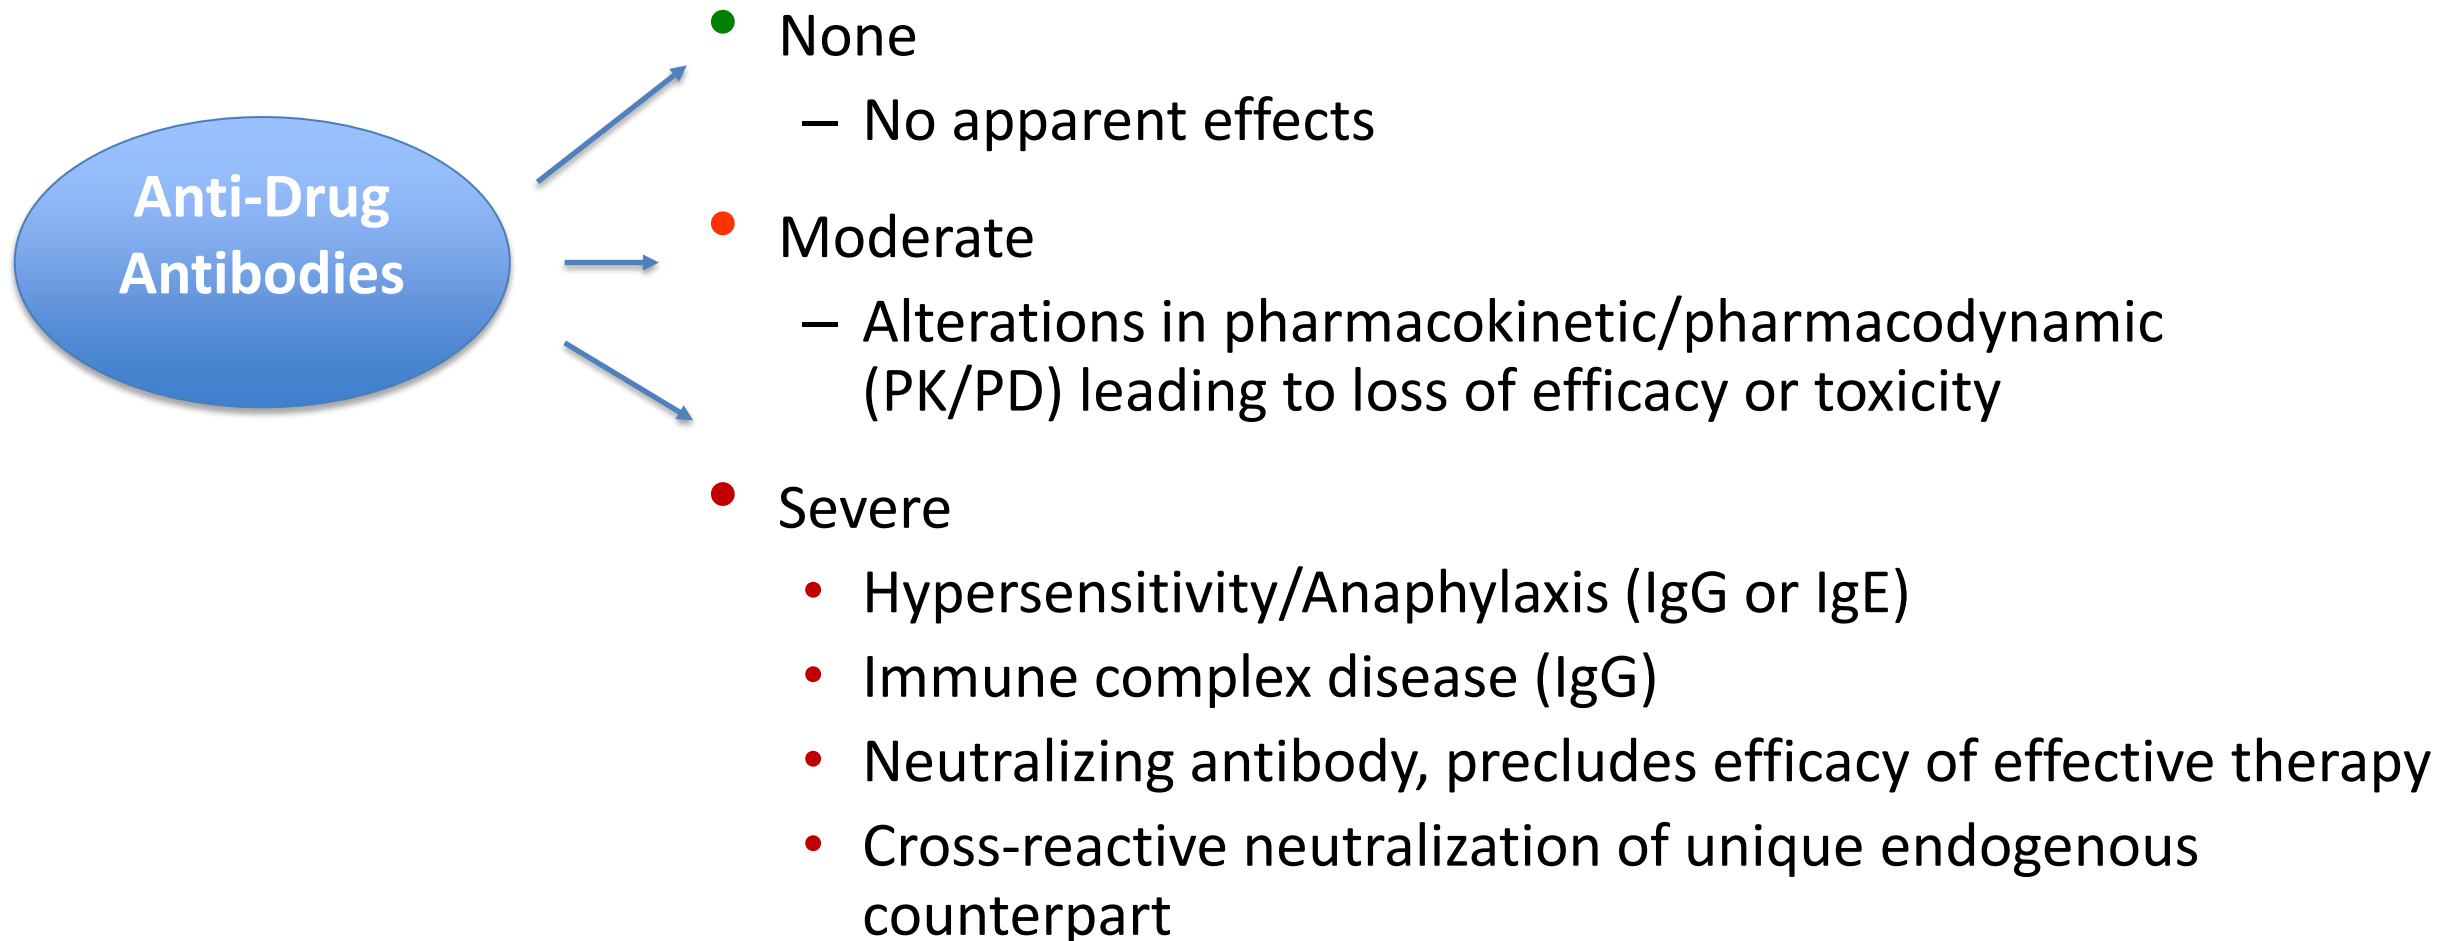 Anti-Drug
Antibodies
• None
– No apparent effects
• Moderate
– Alterations in pharmacokinetic/pharmacodynamic
(PK/PD) leading to loss of efficacy or toxicity
• Severe
• Hypersensitivity/Anaphylaxis (IgG or IgE)
• Immune complex disease (IgG)
• Neutralizing antibody, precludes efficacy of effective therapy
• Cross-reactive neutralization of unique endogenous
counterpart